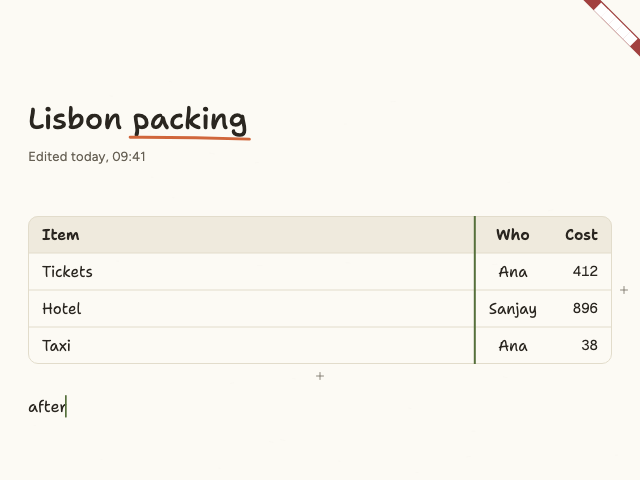 Lisbon packing
Edited today, 09:41
Item Who Cost
Tickets Ana 412
Hotel Sanjay 896
Taxi Ana 38
after